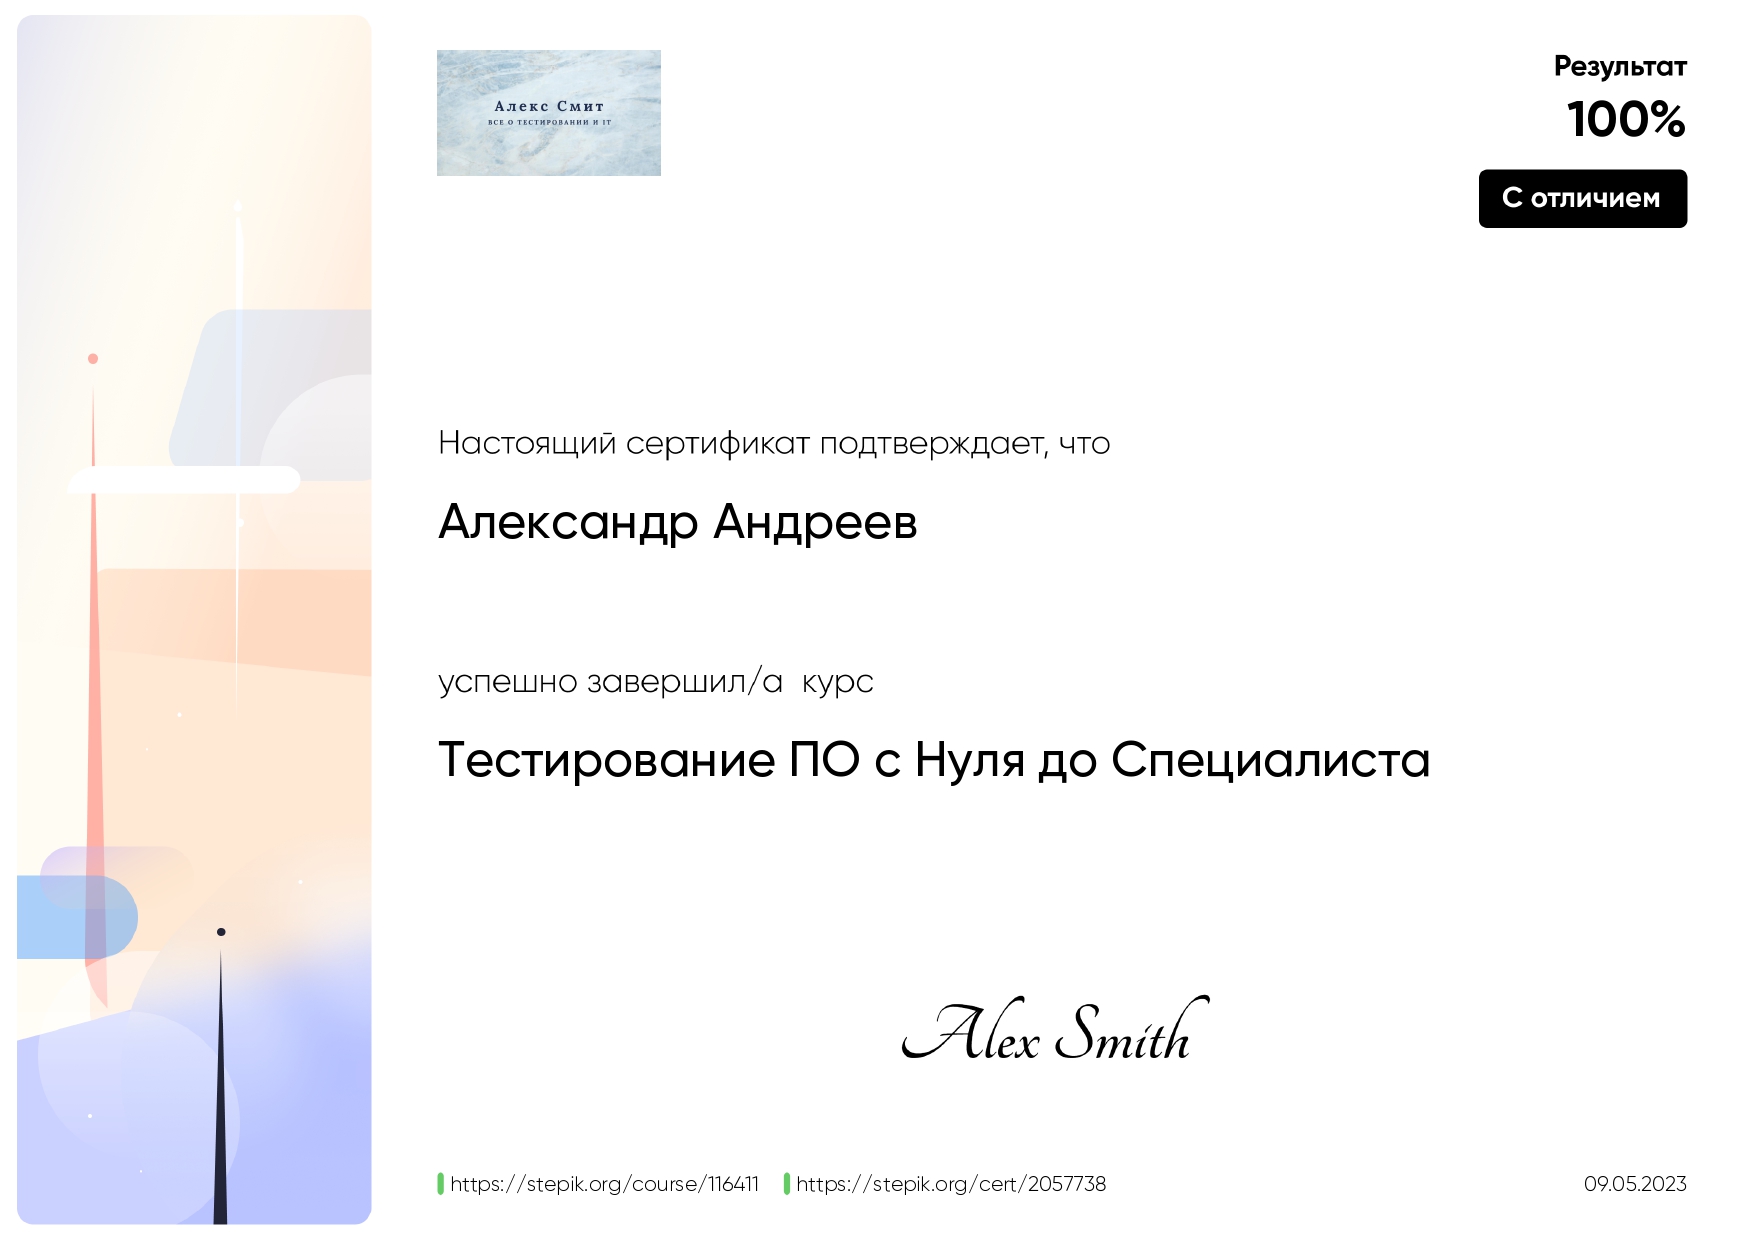 Алекс Смит
ВСЕ О ТЕСТИРОВАНИИ И IT
Результат
100%
С отличием
Настоящий сертификат подтверждает, что
Александр Андреев
успешно завершил/а курс
Тестирование ПО с Нуля до Специалиста
Alex Smith
https://stepik.org/course/116411 https://stepik.org/cert/2057738 09.05.2023